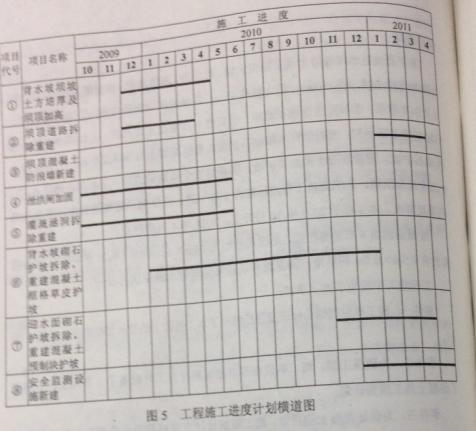 施工进度
项目代号 项目名称 2009 2010 2011
10 11 12 1 2 3 4 5 6 7 8 9 10 11 12 1 2 3 4
① 背水坡坝坡
土方培厚及
坝顶加高
② 坝顶道路拆
除重建
③ 坝顶混凝土
防浪墙新建
④ 泄洪闸加固
⑤ 灌溉涵洞拆
除重建
⑥ 背水坡砌石
护坡拆除、
重建混凝土
框格草皮护
坡
⑦ 迎水面砌石
护坡拆除、
重建混凝土
预制块护坡
⑧ 安全监测设
施新建
图 5 工程施工进度计划横道图